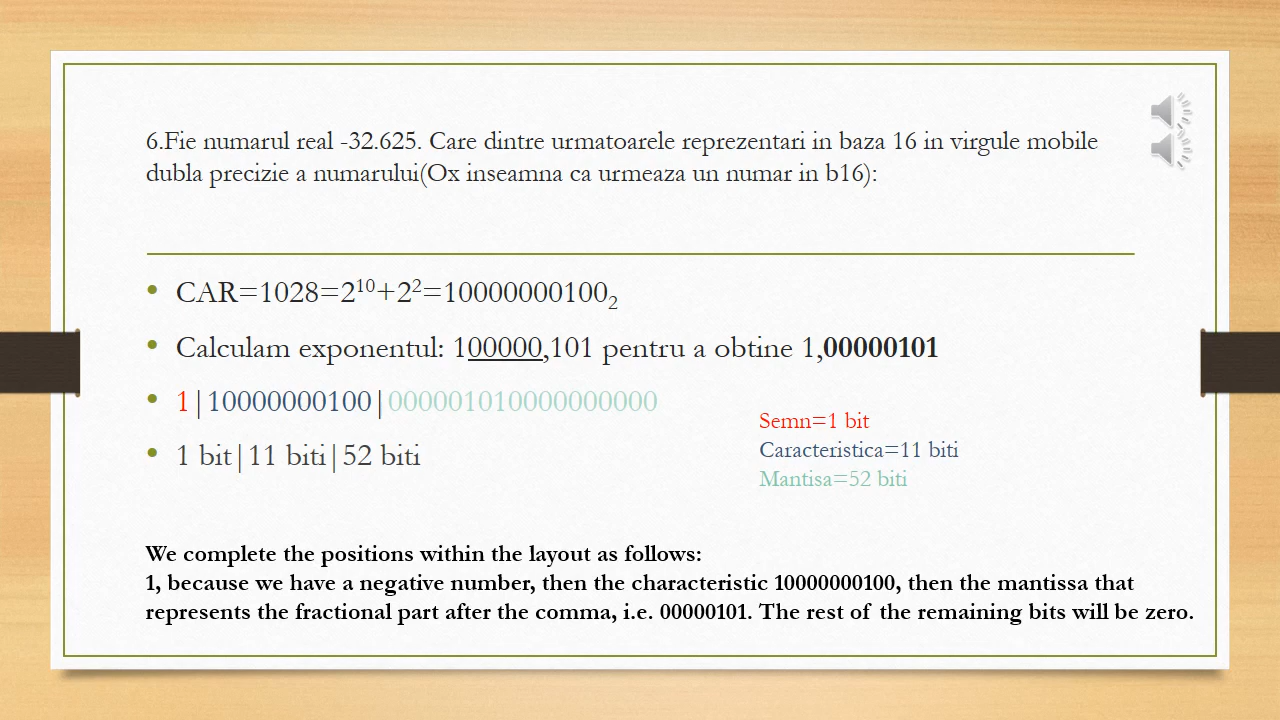 6.Fie numarul real -32.625. Care dintre urmatoarele reprezentari in baza 16 in virgule mobile
dubla precizie a numarului(Ox inseamna ca urmeaza un numar in b16):
• CAR=1028=2¹⁰+2²=10000000100₂
• Calculam exponentul: 100000,101 pentru a obtine 1,00000101
• 1|10000000100|000001010000000000
• 1 bit|11 biti|52 biti
Semn=1 bit
Caracteristica=11 biti
Mantisa=52 biti
We complete the positions within the layout as follows:
1, because we have a negative number, then the characteristic 10000000100, then the mantissa that
represents the fractional part after the comma, i.e. 00000101. The rest of the remaining bits will be zero.